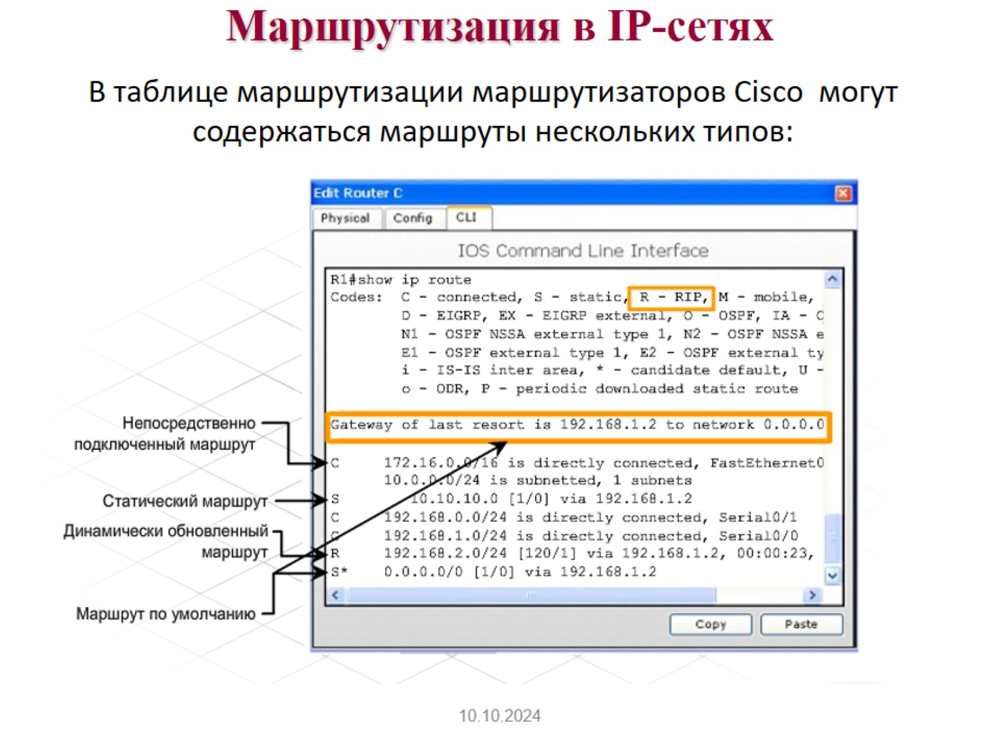 Маршрутизация в IP-сетях
В таблице маршрутизации маршрутизаторов Cisco могут
содержаться маршруты нескольких типов:
Edit Router C
Physical Config CLI
IOS Command Line Interface
R1#show ip route
Codes: C - connected, S - static, R - RIP, M - mobile,
D - EIGRP, EX - EIGRP external, O - OSPF, IA - O
N1 - OSPF NSSA external type 1, N2 - OSPF NSSA e
E1 - OSPF external type 1, E2 - OSPF external ty
i - IS-IS inter area, * - candidate default, U -
o - ODR, P - periodic downloaded static route
Gateway of last resort is 192.168.1.2 to network 0.0.0.0
C 172.16.0.0/16 is directly connected, FastEthernet0
10.0.0.0/24 is subnetted, 1 subnets
S 10.10.10.0 [1/0] via 192.168.1.2
C 192.168.0.0/24 is directly connected, Serial0/1
C 192.168.1.0/24 is directly connected, Serial0/0
R 192.168.2.0/24 [120/1] via 192.168.1.2, 00:00:23,
S* 0.0.0.0/0 [1/0] via 192.168.1.2
Непосредственно
подключенный маршрут
Статический маршрут
Динамически обновленный
маршрут
Маршрут по умолчанию
Copy Paste
10.10.2024